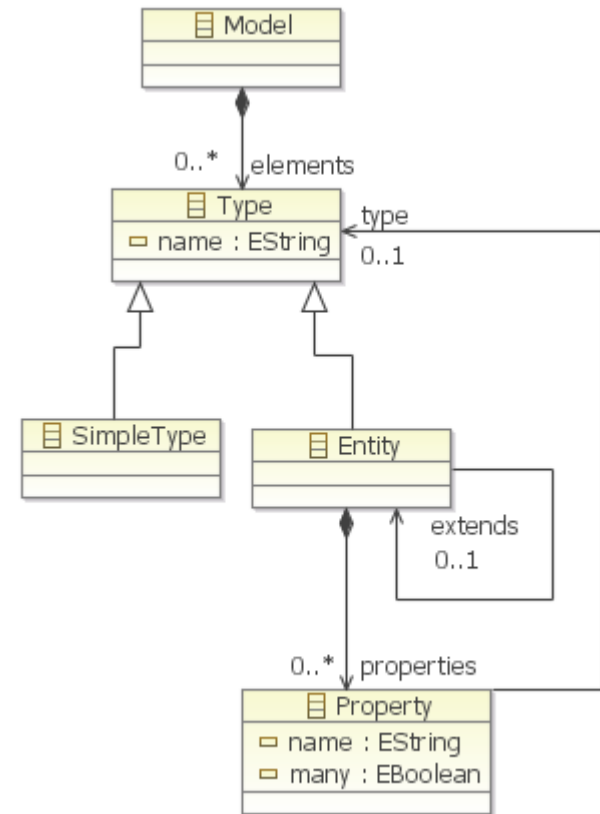 Model
0..* elements
Type
name : EString
type
0..1
SimpleType
Entity
extends
0..1
0..* properties
Property
name : EString
many : EBoolean